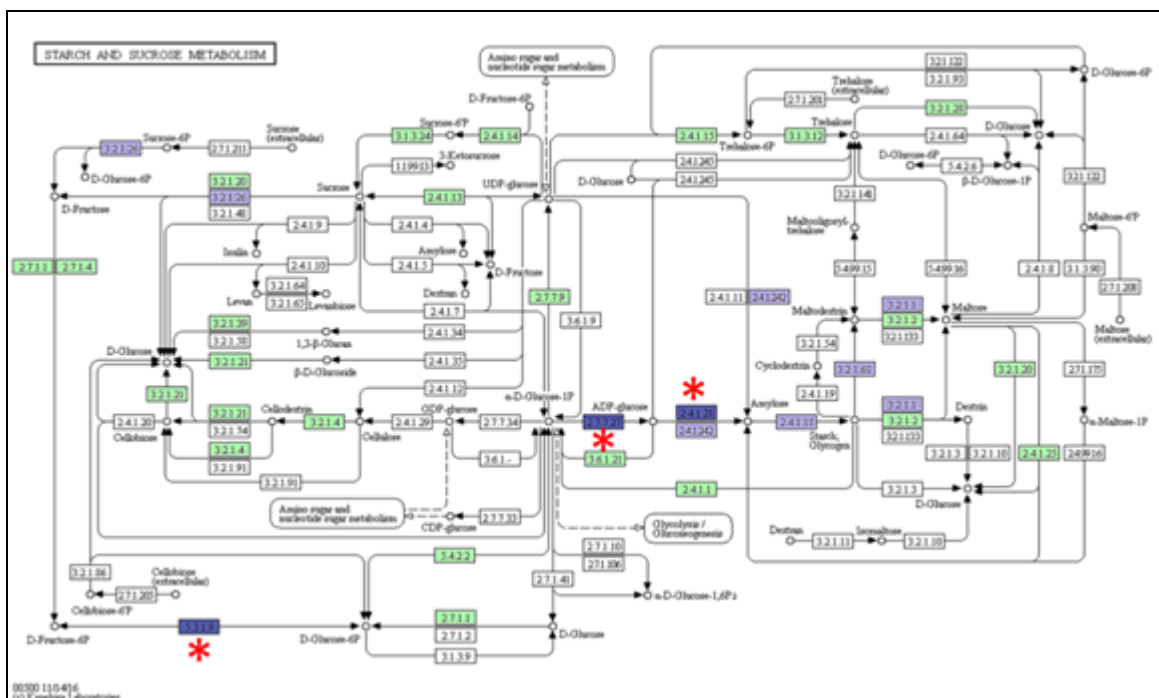 STARCH AND SUCROSE METABOLISM
Amino sugar and
nucleotide sugar metabolism
D-Fructose-6P
Sucrose-6P
3.1.3.24
2.4.1.14
3-Ketosucrose
1.1.99.13
UDP-glucose
Sucrose-6P
Sucrose
(extracellular)
3.2.1.26
2.7.1.211
D-Glucose-6P
3.2.1.20
3.2.1.26
3.2.1.48
Sucrose
2.4.1.13
D-Fructose
2.7.1.1
2.7.1.4
2.4.1.9
2.4.1.4
Inulin
Amylose
2.4.1.10
2.4.1.5
D-Fructose
Levan
3.2.1.64
3.2.1.65
Levanbiose
Dextran
2.4.1.7
2.7.7.9
3.6.1.9
3.2.1.39
3.2.1.58
1,3-β-Glucan
2.4.1.34
D-Glucose
3.2.1.21
β-D-Glucoside
2.4.1.35
2.4.1.12
3.2.1.21
α-D-Glucose-1P
2.4.1.20
Cellobiose
3.2.1.21
3.2.1.74
Cellodextrin
3.2.1.4
Cellulose
2.4.1.29
GDP-glucose
2.7.7.34
3.2.1.4
3.2.1.91
3.6.1.-
3.2.1.91
Amino sugar and
nucleotide sugar metabolism
CDP-glucose
2.7.7.33
Glycolysis /
Gluconeogenesis
5.4.2.2
3.2.1.86
Cellobiose
(extracellular)
2.7.1.205
Cellobiose-6'P
2.7.1.10
2.7.1.106
2.7.1.41
α-D-Glucose-1,6P2
D-Fructose-6P
5.3.1.9
*
D-Glucose-6P
2.7.1.1
2.7.1.2
3.1.3.9
D-Glucose
3.2.1.122
3.2.1.93
D-Glucose-6P
2.7.1.201
Trehalose
(extracellular)
3.2.1.28
2.4.1.15
Trehalose-6P
3.1.3.12
Trehalose
2.4.1.64
D-Glucose
2.4.1.245
D-Glucose
2.4.1.245
D-Glucose-6P
5.4.2.6
β-D-Glucose-1P
3.2.1.141
3.2.1.122
Maltooligosyl-
trehalose
Maltose-6'P
5.4.99.15
5.4.99.16
2.4.1.8
3.1.3.90
2.7.1.208
2.4.1.11
2.4.1.242
Maltodextrin
3.2.1.1
3.2.1.2
3.2.1.133
Maltose
Maltose
(extracellular)
3.2.1.54
Cyclodextrin
3.2.1.68
3.2.1.20
2.7.1.175
2.4.1.19
ADP-glucose
2.7.7.27
*
2.4.1.21
*
2.4.1.242
Amylose
2.4.1.18
Starch,
Glycogen
3.2.1.1
3.2.1.2
3.2.1.133
Dextrin
α-Maltose-1P
3.6.1.21
3.2.1.3
3.2.1.10
2.4.1.25
2.4.99.16
2.4.1.1
3.2.1.3
D-Glucose
Dextran
3.2.1.11
Isomaltose
3.2.1.10
00500 11/14/16
(c) Kanehisa Laboratories